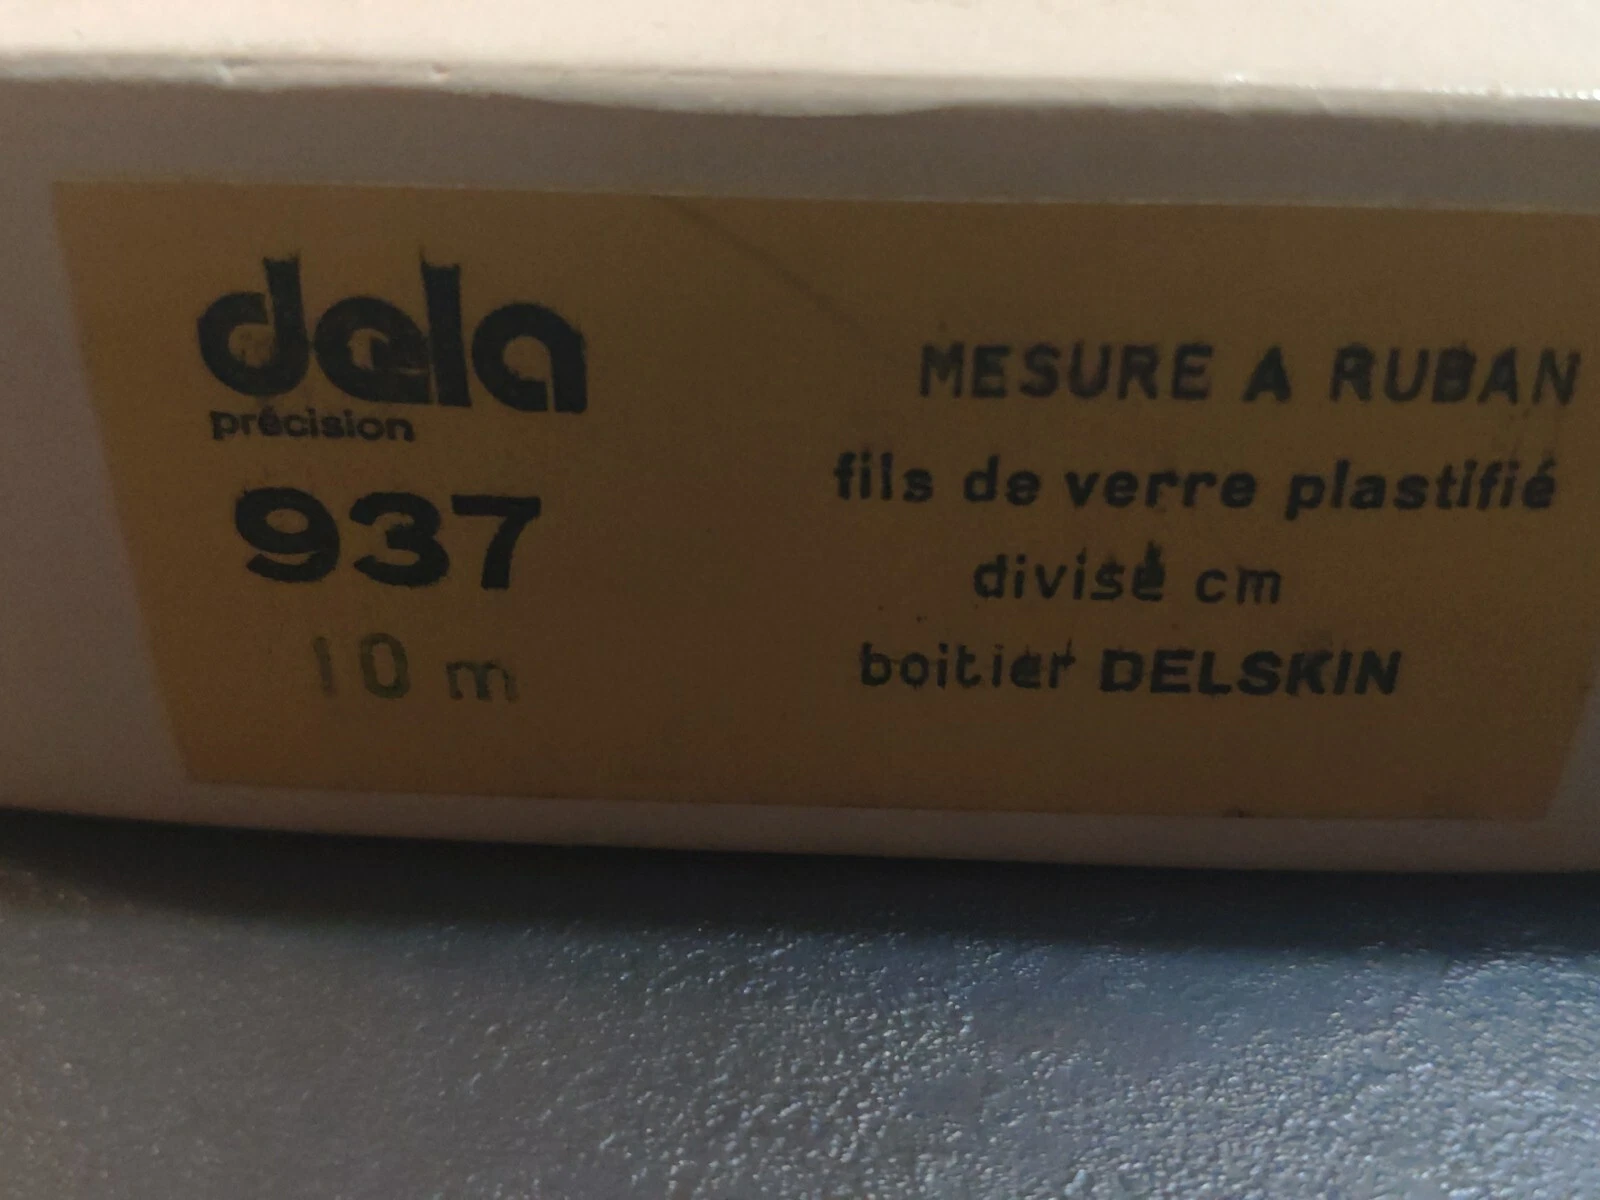 dela
précision
937
10 m
MESURE A RUBAN
fils de verre plastifié
divisé cm
boitier DELSKIN